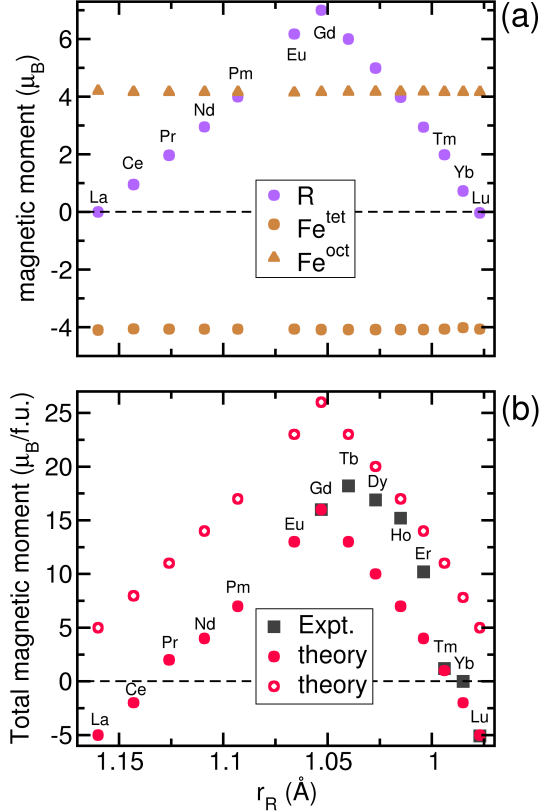 (a)
magnetic moment (μB)
6
4
2
0
-2
-4
La
Ce
Pr
Nd
Pm
Eu
Gd
Tm
Yb
Lu
R
Fe^tet
Fe^oct
(b)
Total magnetic moment (μB/f.u.)
25
20
15
10
5
0
-5
La
Ce
Pr
Nd
Pm
Eu
Gd
Tb
Dy
Ho
Er
Tm
Yb
Lu
Expt.
theory
theory
1.15 1.1 1.05 1
rR (Å)